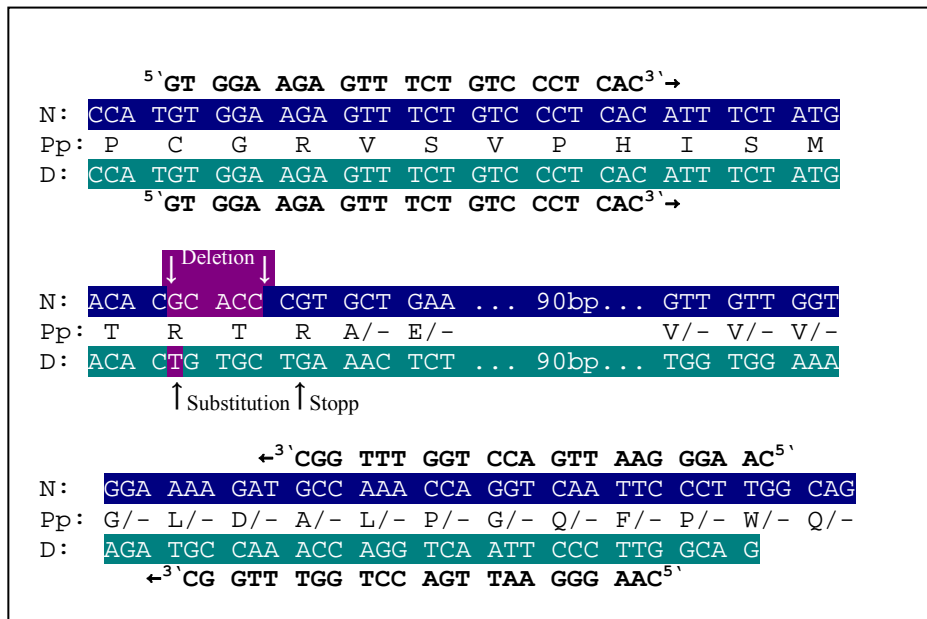 5‵GT GGA AGA GTT TCT GTC CCT CAC3‵→
N: CCA TGT GGA AGA GTT TCT GTC CCT CAC ATT TCT ATG
Pp: P C G R V S V P H I S M
D: CCA TGT GGA AGA GTT TCT GTC CCT CAC ATT TCT ATG
5‵GT GGA AGA GTT TCT GTC CCT CAC3‵→
↓Deletion↓
N: ACA CGC ACC CGT GCT GAA ... 90bp... GTT GTT GGT
Pp: T R T R A/- E/- V/- V/- V/-
D: ACA CTG TGC TGA AAC TCT ... 90bp... TGG TGG AAA
↑Substitution ↑Stopp
←3‵CGG TTT GGT CCA GTT AAG GGA AC5‵
N: GGA AAA GAT GCC AAA CCA GGT CAA TTC CCT TGG CAG
Pp: G/- L/- D/- A/- L/- P/- G/- Q/- F/- P/- W/- Q/-
D: AGA TGC CAA ACC AGG TCA ATT CCC TTG GCA G
←3‵CG GTT TGG TCC AGT TAA GGG AAC5‵